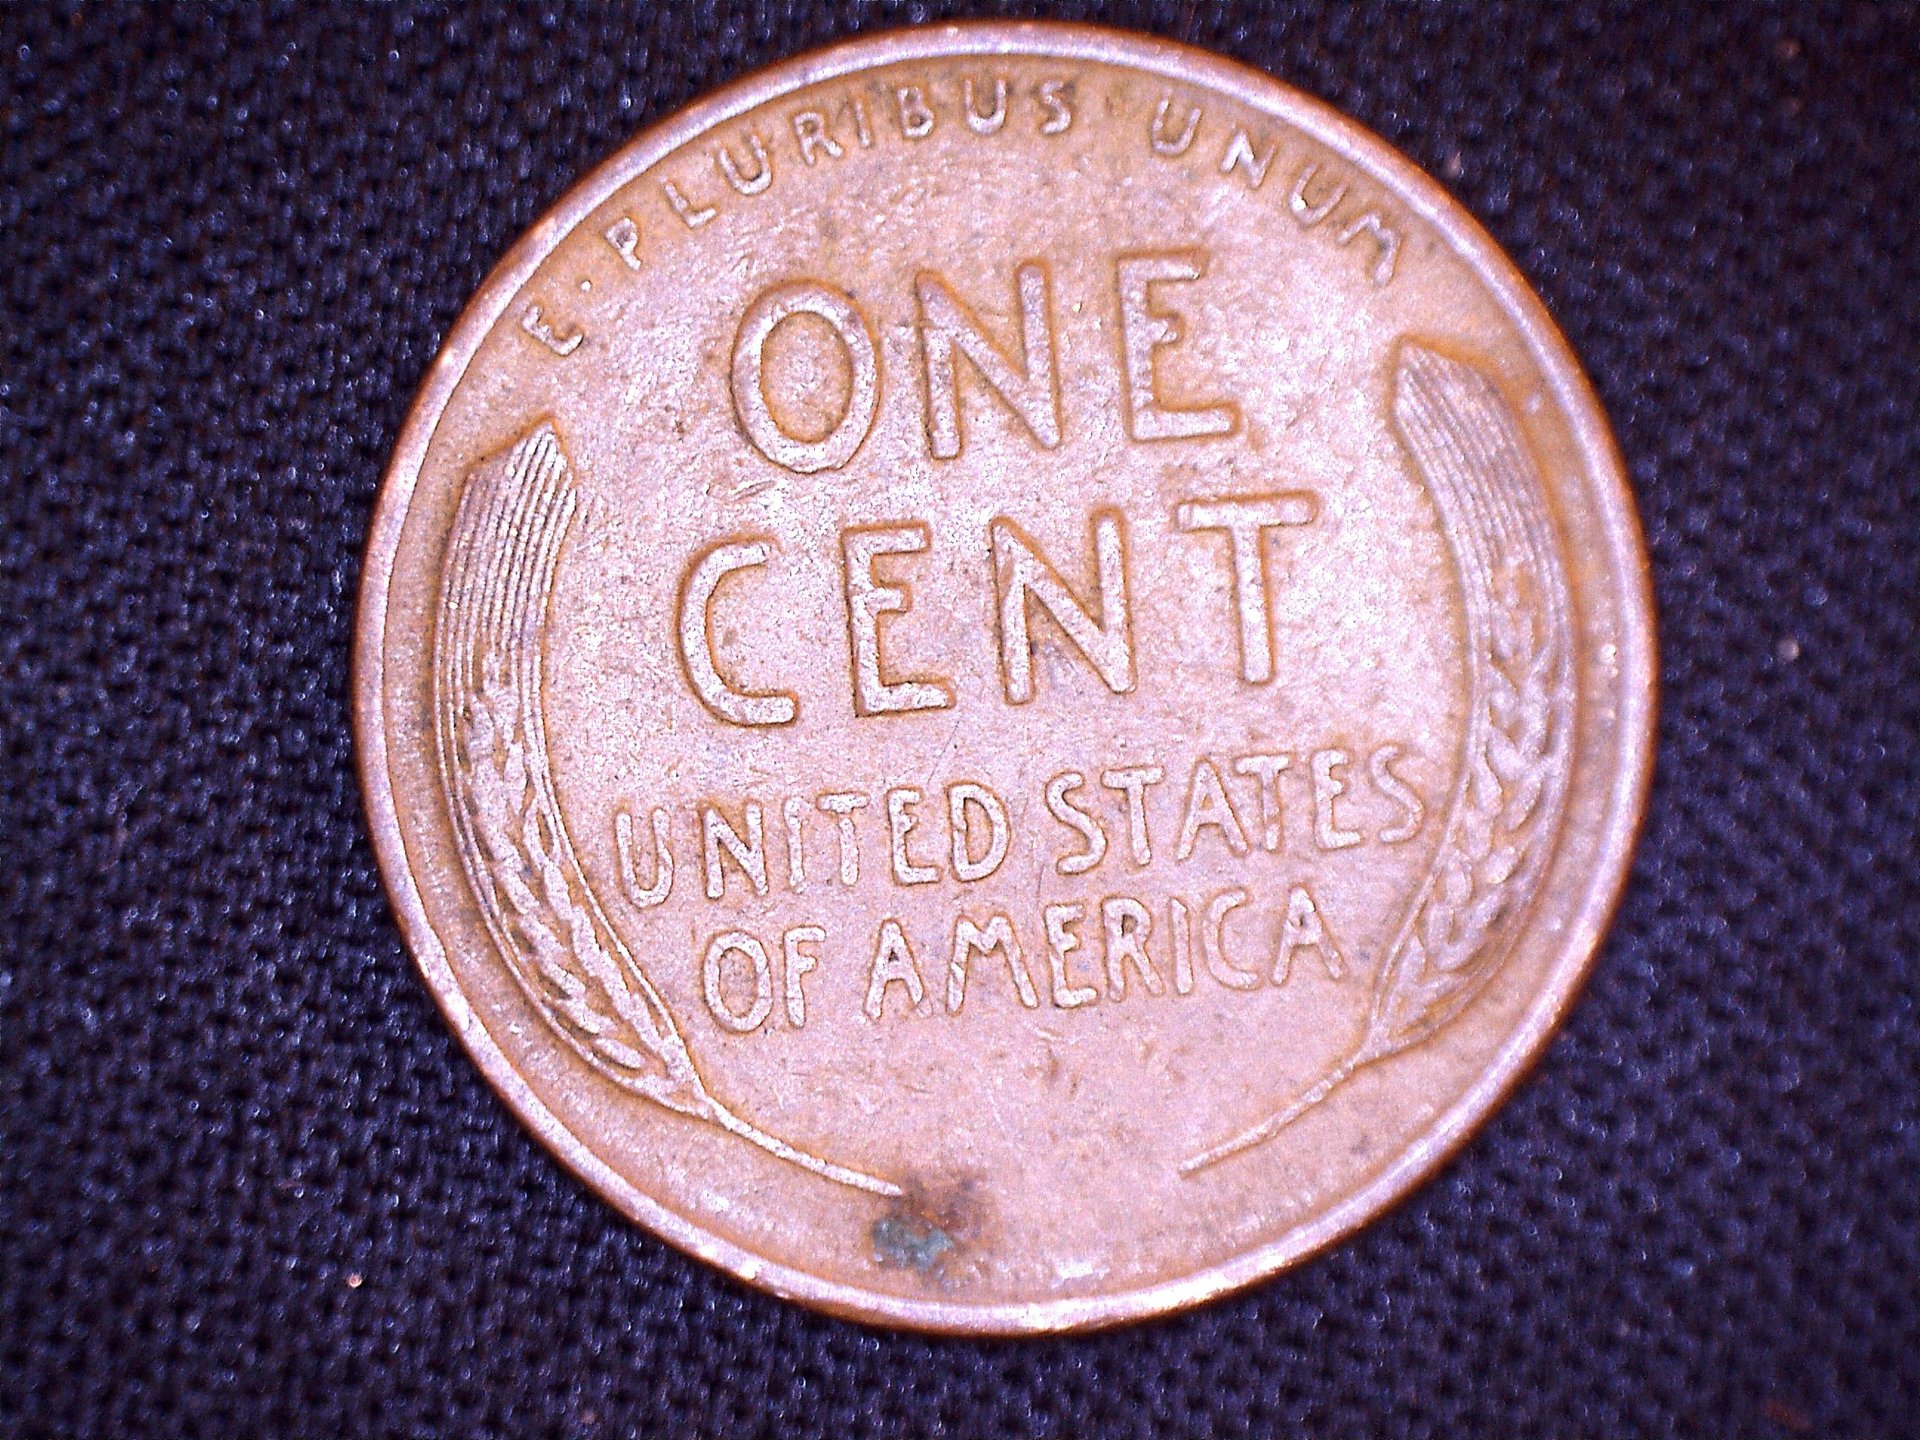 E·PLURIBUS·UNUM
ONE
CENT
UNITED STATES
OF AMERICA